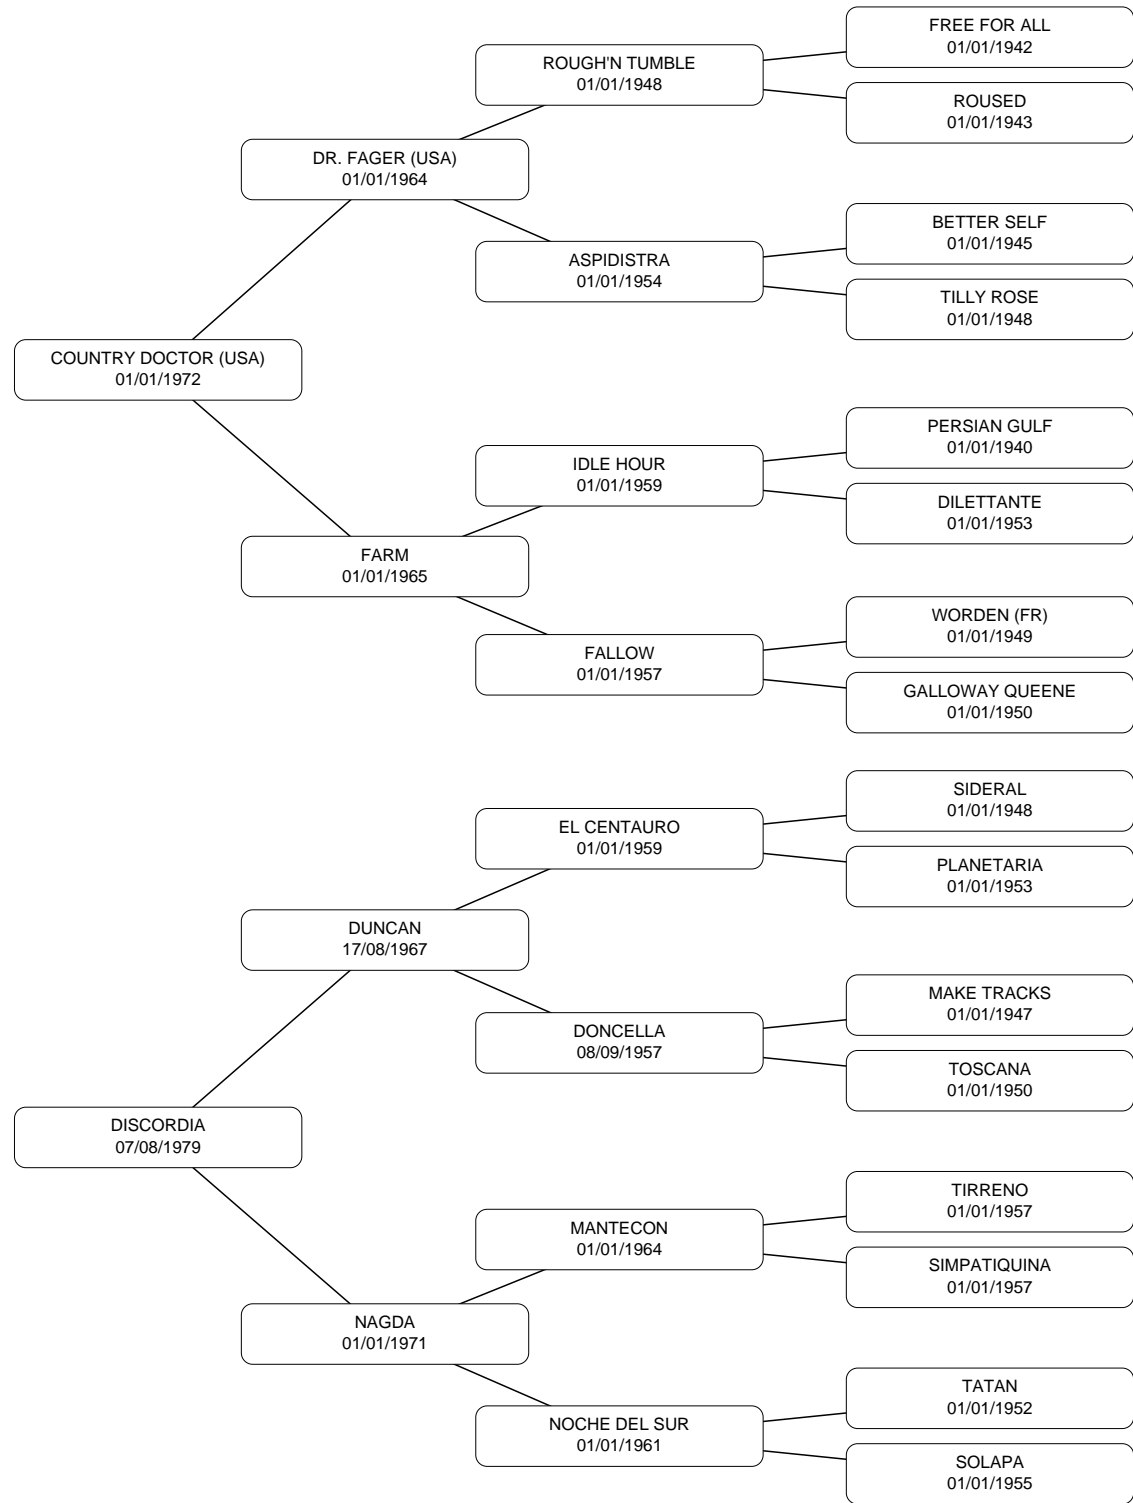 FREE FOR ALL
01/01/1942
ROUGH'N TUMBLE
01/01/1948
ROUSED
01/01/1943
DR. FAGER (USA)
01/01/1964
BETTER SELF
01/01/1945
ASPIDISTRA
01/01/1954
TILLY ROSE
01/01/1948
COUNTRY DOCTOR (USA)
01/01/1972
PERSIAN GULF
01/01/1940
IDLE HOUR
01/01/1959
DILETTANTE
01/01/1953
FARM
01/01/1965
WORDEN (FR)
01/01/1949
FALLOW
01/01/1957
GALLOWAY QUEENE
01/01/1950
SIDERAL
01/01/1948
EL CENTAURO
01/01/1959
PLANETARIA
01/01/1953
DUNCAN
17/08/1967
MAKE TRACKS
01/01/1947
DONCELLA
08/09/1957
TOSCANA
01/01/1950
DISCORDIA
07/08/1979
TIRRENO
01/01/1957
MANTECON
01/01/1964
SIMPATIQUINA
01/01/1957
NAGDA
01/01/1971
TATAN
01/01/1952
NOCHE DEL SUR
01/01/1961
SOLAPA
01/01/1955